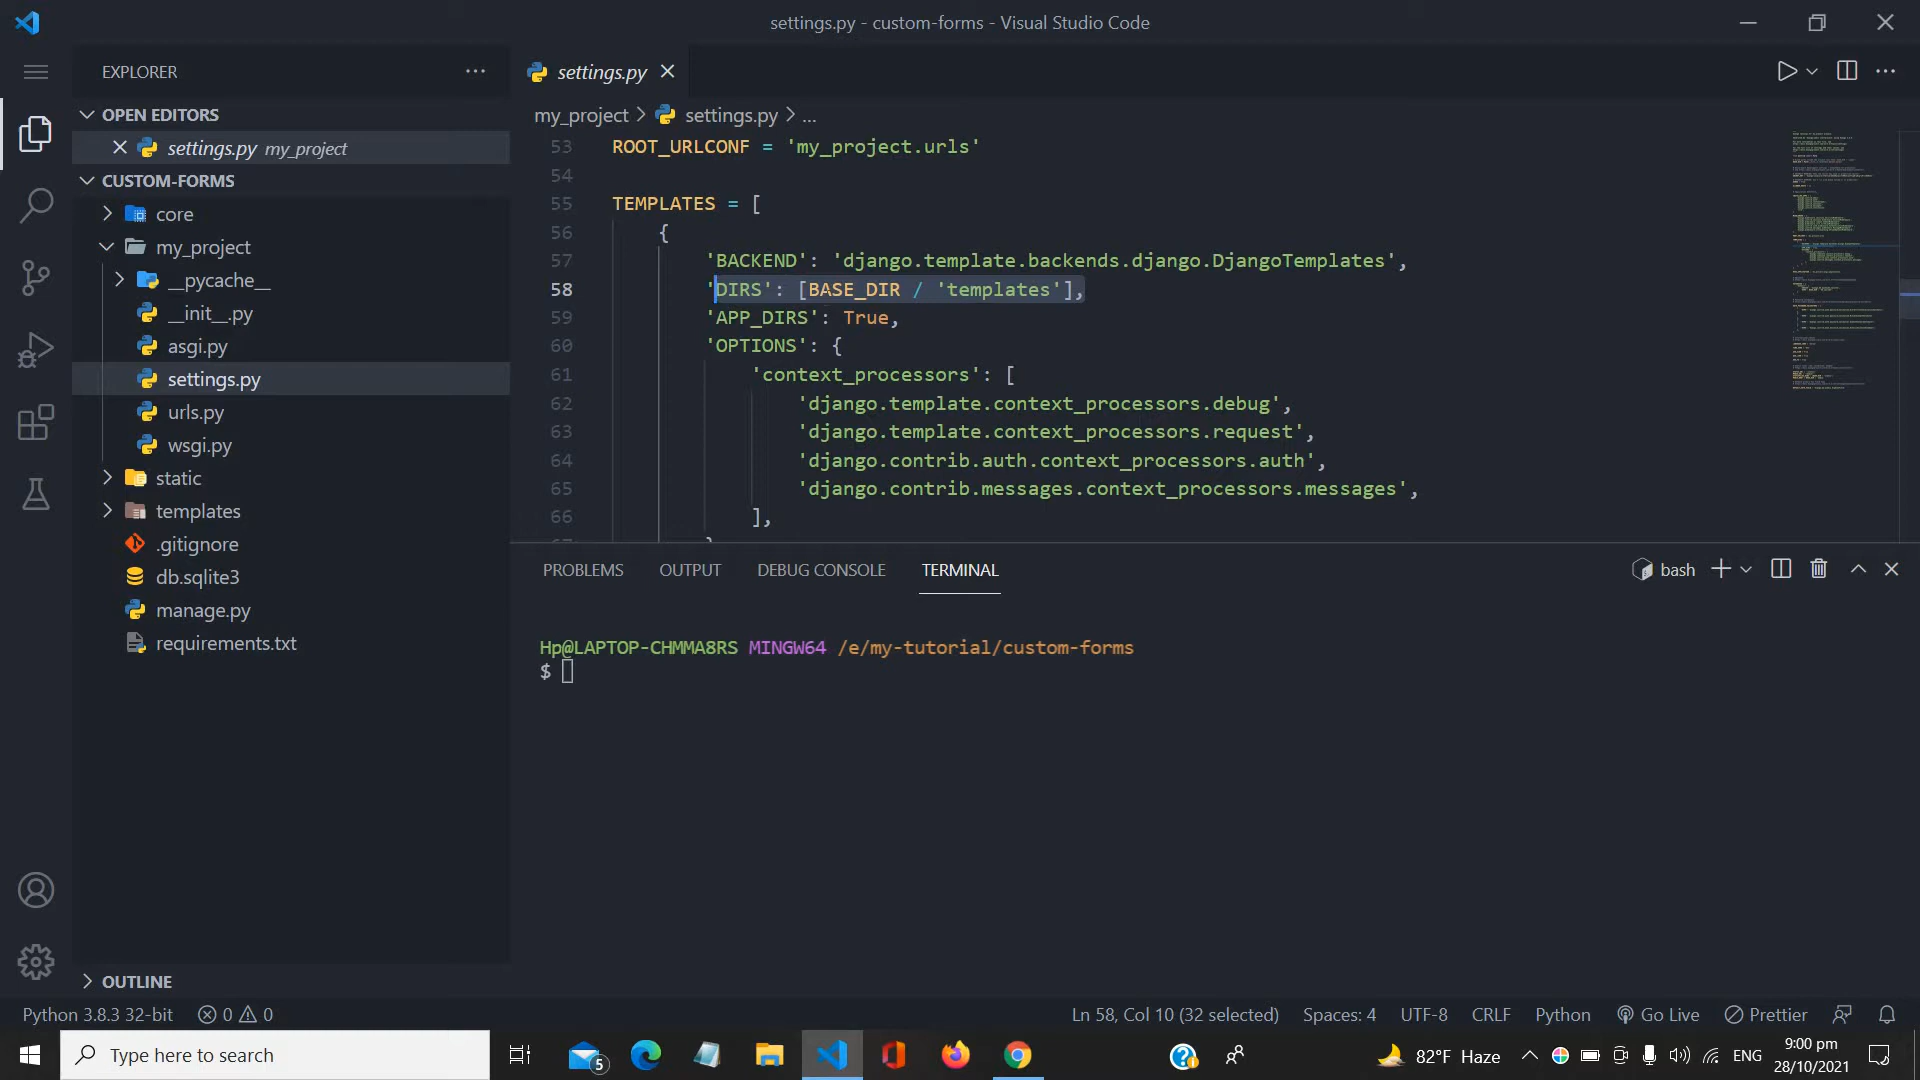 settings.py - custom-forms - Visual Studio Code
EXPLORER
OPEN EDITORS
settings.py my_project
CUSTOM-FORMS
core
my_project
__pycache__
__init__.py
asgi.py
settings.py
urls.py
wsgi.py
static
templates
.gitignore
db.sqlite3
manage.py
requirements.txt
OUTLINE
settings.py
my_project > settings.py > ...
53 ROOT_URLCONF = 'my_project.urls'
54
55 TEMPLATES = [
56 {
57 'BACKEND': 'django.template.backends.django.DjangoTemplates',
58 'DIRS': [BASE_DIR / 'templates'],
59 'APP_DIRS': True,
60 'OPTIONS': {
61 'context_processors': [
62 'django.template.context_processors.debug',
63 'django.template.context_processors.request',
64 'django.contrib.auth.context_processors.auth',
65 'django.contrib.messages.context_processors.messages',
66 ],
PROBLEMS OUTPUT DEBUG CONSOLE TERMINAL bash
Hp@LAPTOP-CHMMA8RS MINGW64 /e/my-tutorial/custom-forms
$
Python 3.8.3 32-bit 0 0 Ln 58, Col 10 (32 selected) Spaces: 4 UTF-8 CRLF Python Go Live Prettier
Type here to search 5 82°F Haze ENG 9:00 pm
28/10/2021